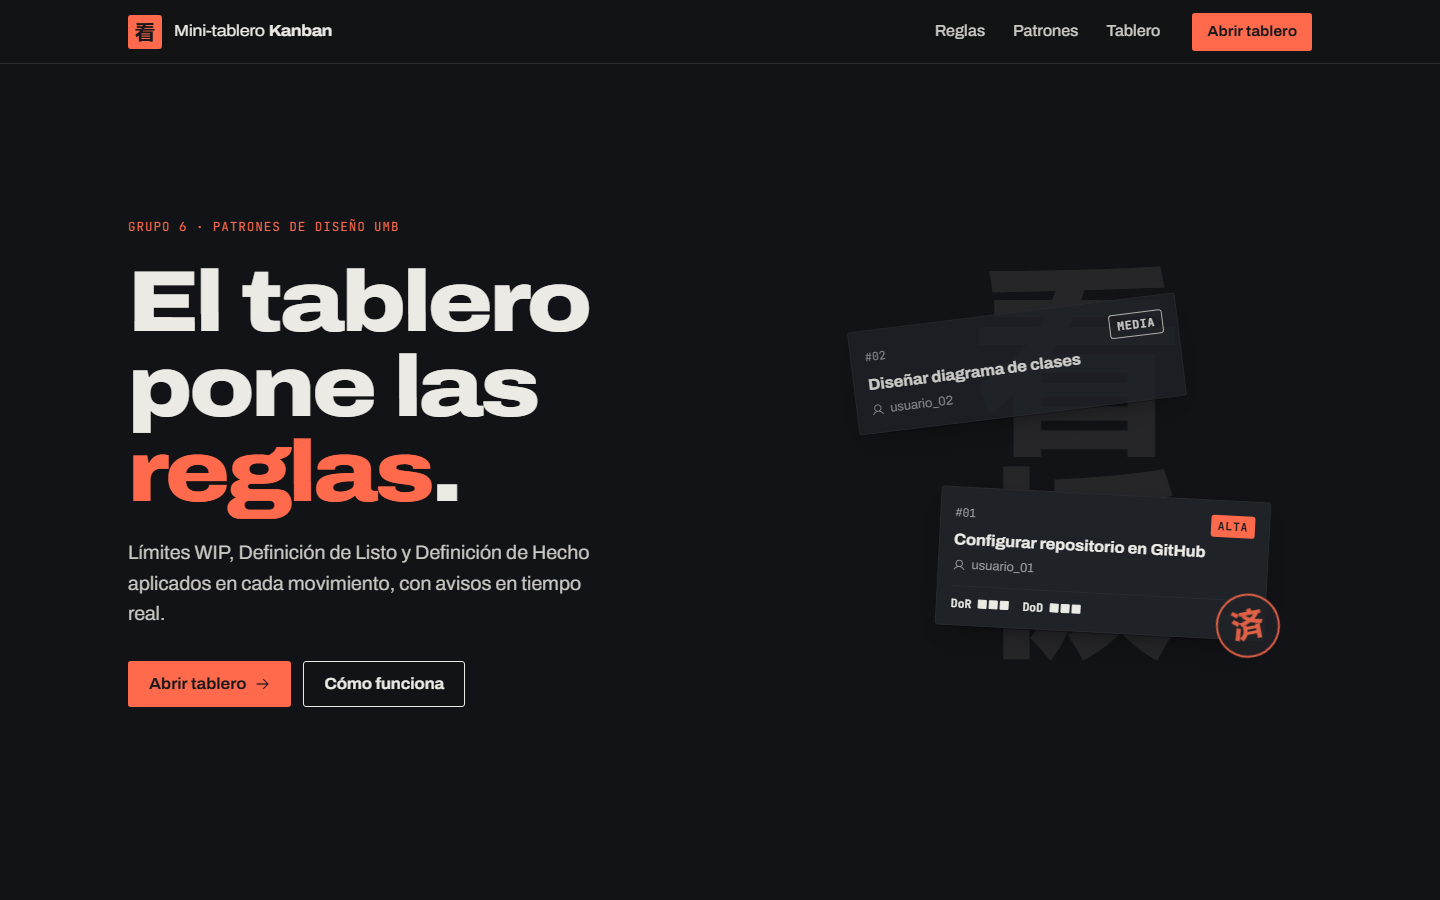 看 Mini-tablero Kanban
Reglas Patrones Tablero Abrir tablero
GRUPO 6 · PATRONES DE DISEÑO UMB
El tablero
pone las
reglas.
Límites WIP, Definición de Listo y Definición de Hecho
aplicados en cada movimiento, con avisos en tiempo
real.
Abrir tablero →
Cómo funciona
看
MEDIA
#02
Diseñar diagrama de clases
usuario_02
#01
ALTA
Configurar repositorio en GitHub
usuario_01
DoR DoD
済